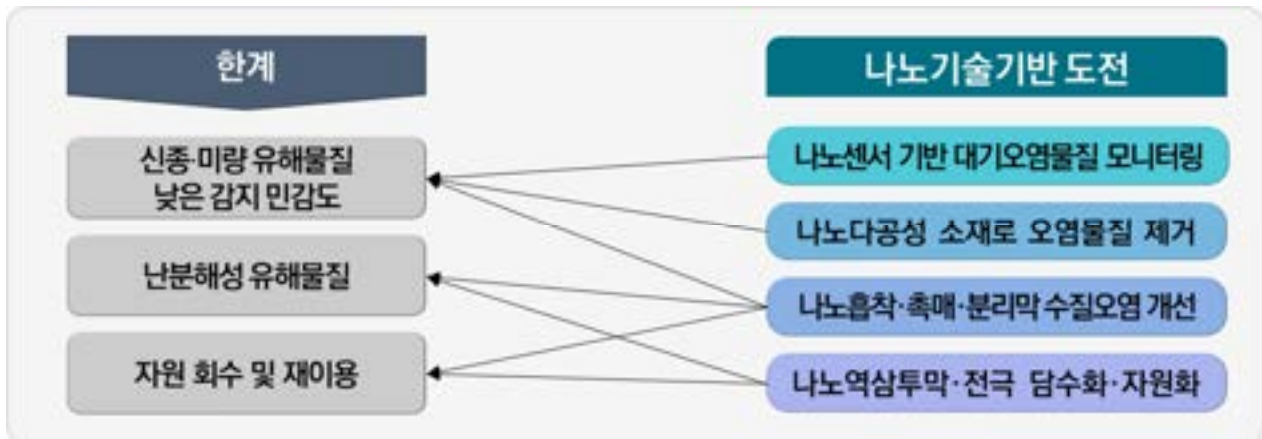 한계
신종·미량 유해물질
낮은 감지 민감도
난분해성 유해물질
자원 회수 및 재이용
나노기술기반 도전
나노센서 기반 대기오염물질 모니터링
나노다공성 소재로 오염물질 제거
나노흡착·촉매·분리막 수질오염 개선
나노역삼투막·전극 담수화·자원화